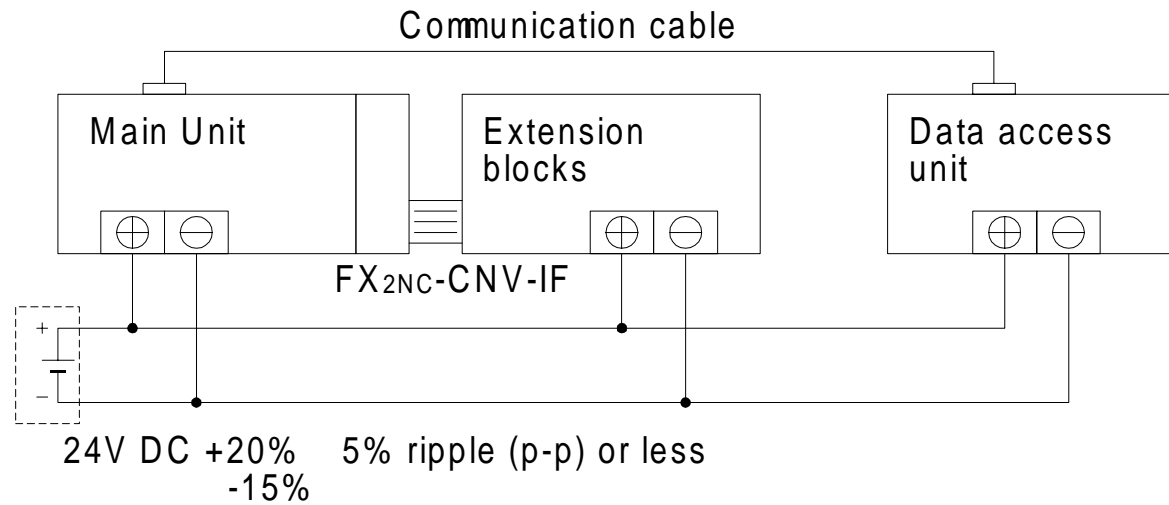 Communication cable
Main Unit
Extension
blocks
Data access
unit
FX2NC-CNV-IF
+
−
24V DC +20% 5% ripple (p-p) or less
-15%